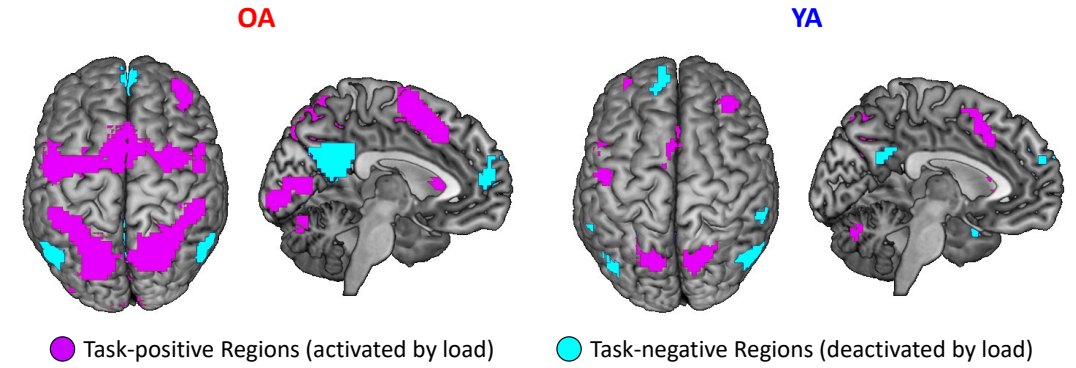 OA
YA
Task-positive Regions (activated by load)
Task-negative Regions (deactivated by load)